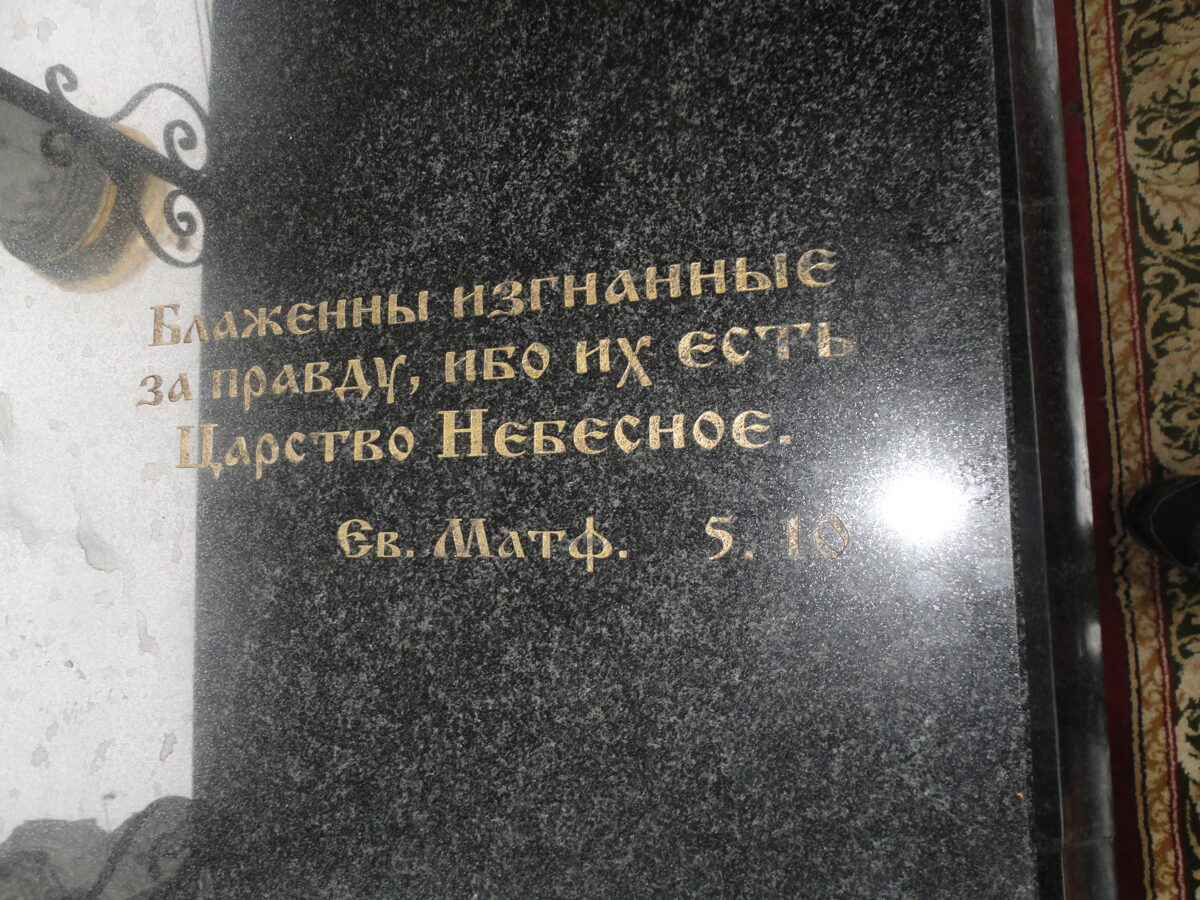 Блаженны изгнанные
за правду, ибо их есть
Царство Небесное.
Ев. Матф. 5. 10